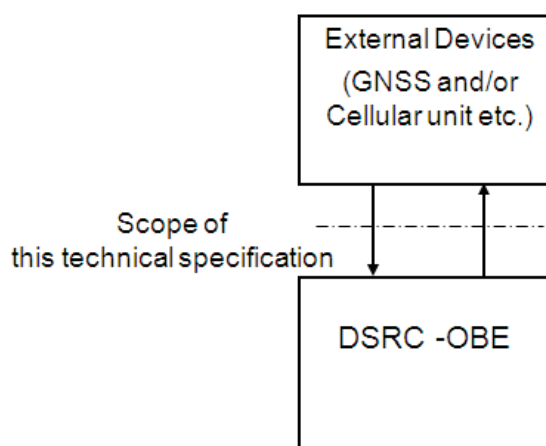 External Devices
(GNSS and/or
Cellular unit etc.)
Scope of
this technical specification
DSRC -OBE